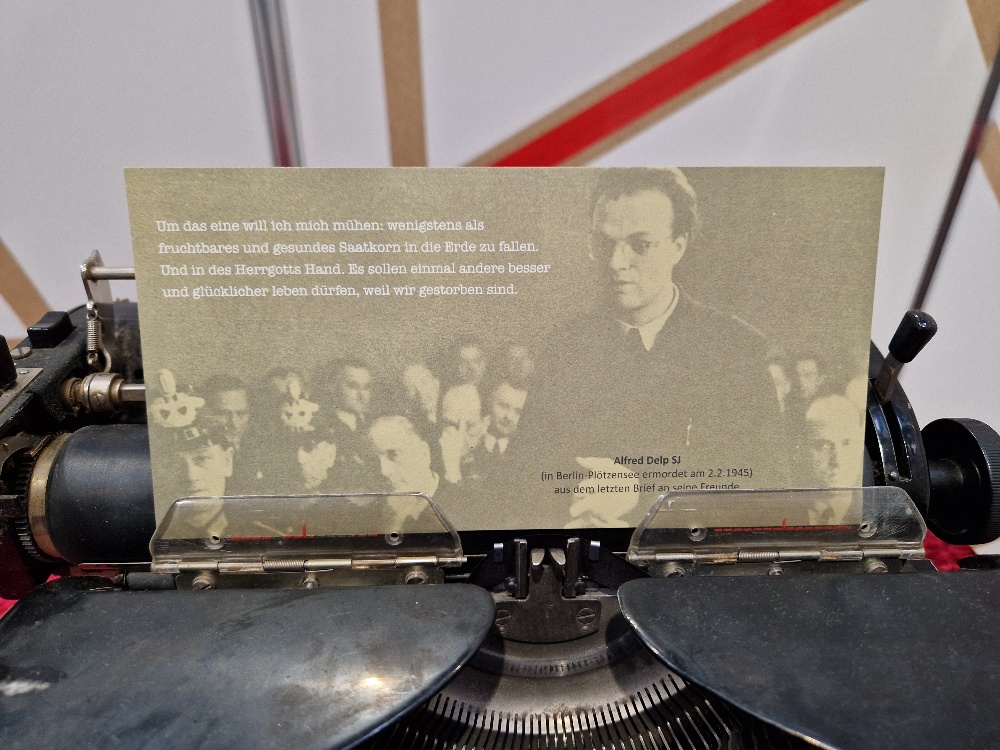 Um das eine will ich mich mühen: wenigstens als
fruchtbares und gesundes Saatkorn in die Erde zu fallen.
Und in des Herrgotts Hand. Es sollen einmal andere besser
und glücklicher leben dürfen, weil wir gestorben sind.
Alfred Delp SJ
(in Berlin-Plötzensee ermordet am 2.2.1945)
aus dem letzten Brief an seine Freunde